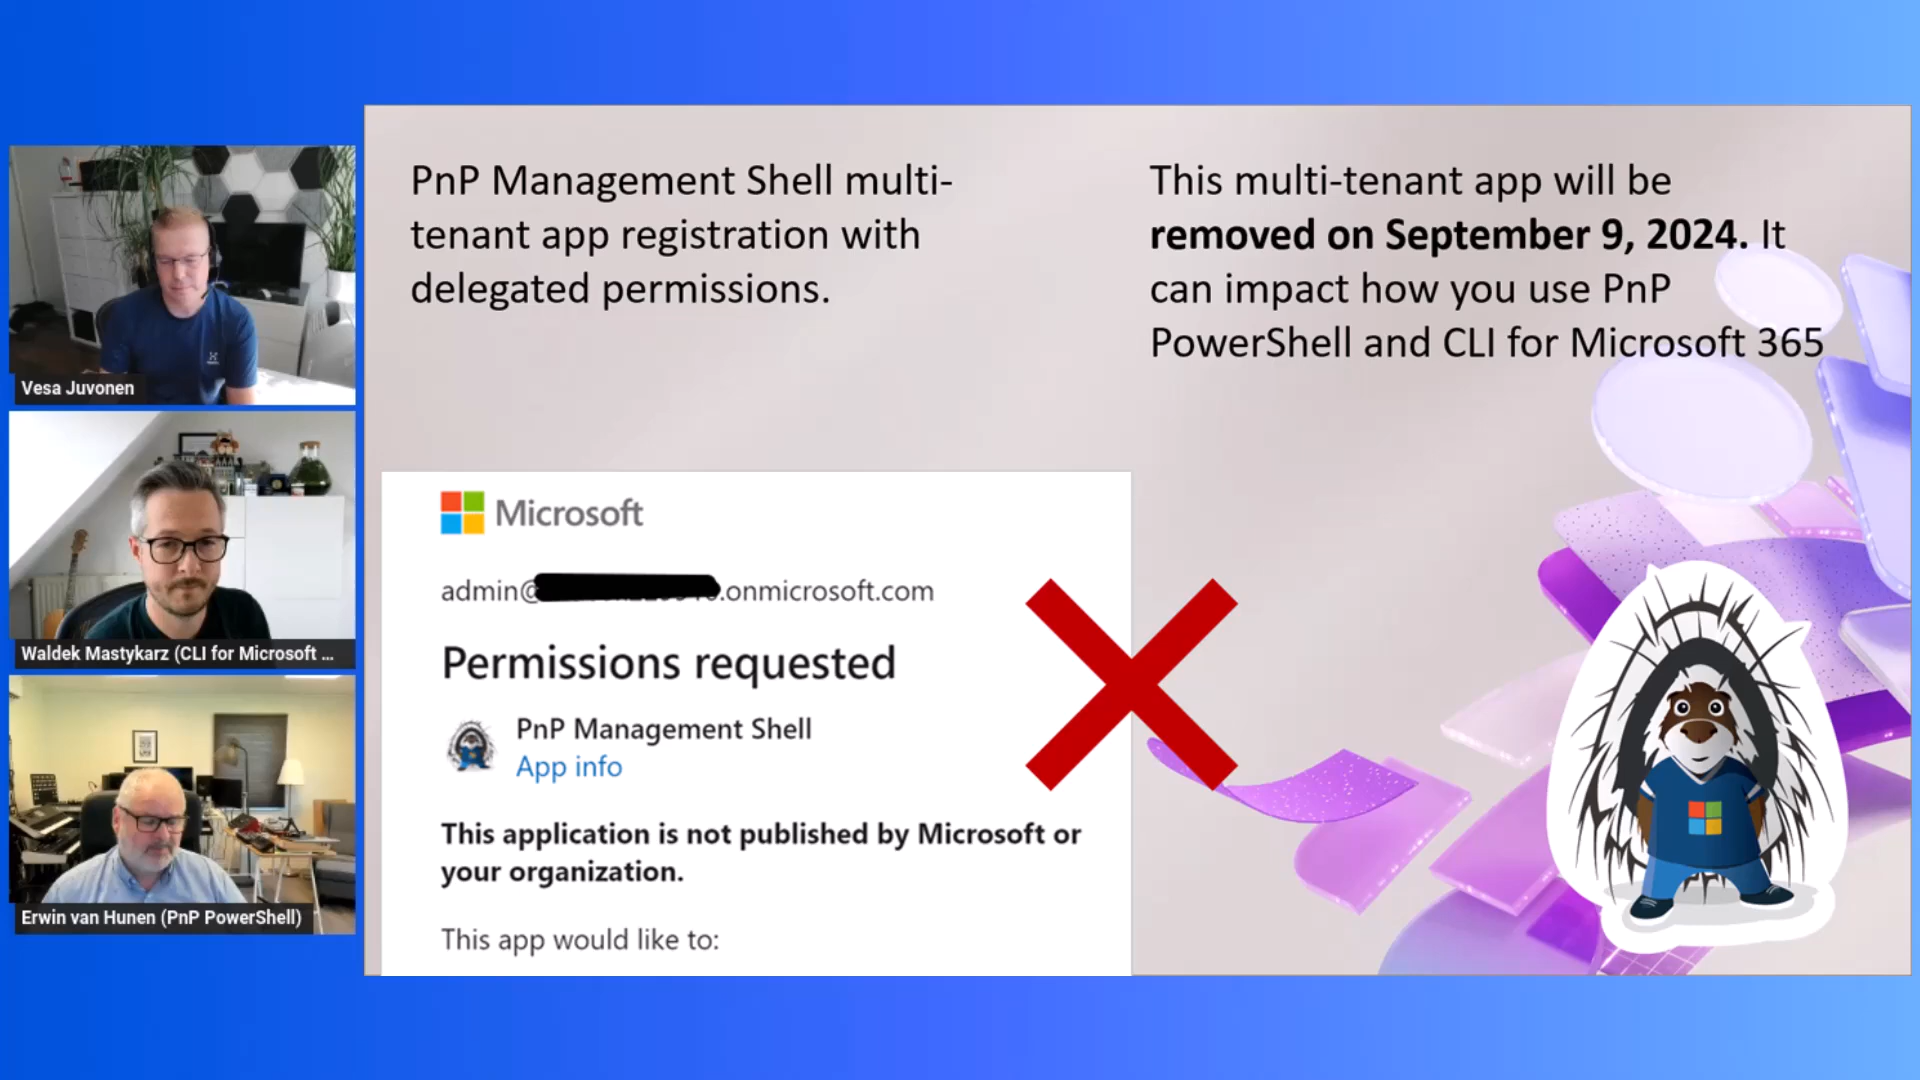 PnP Management Shell multi-
tenant app registration with
delegated permissions.
This multi-tenant app will be
removed on September 9, 2024. It
can impact how you use PnP
PowerShell and CLI for Microsoft 365
Vesa Juvonen
Waldek Mastykarz (CLI for Microsoft ...
Erwin van Hunen (PnP PowerShell)
Microsoft
admin@ .onmicrosoft.com
Permissions requested
PnP Management Shell
App info
This application is not published by Microsoft or
your organization.
This app would like to: